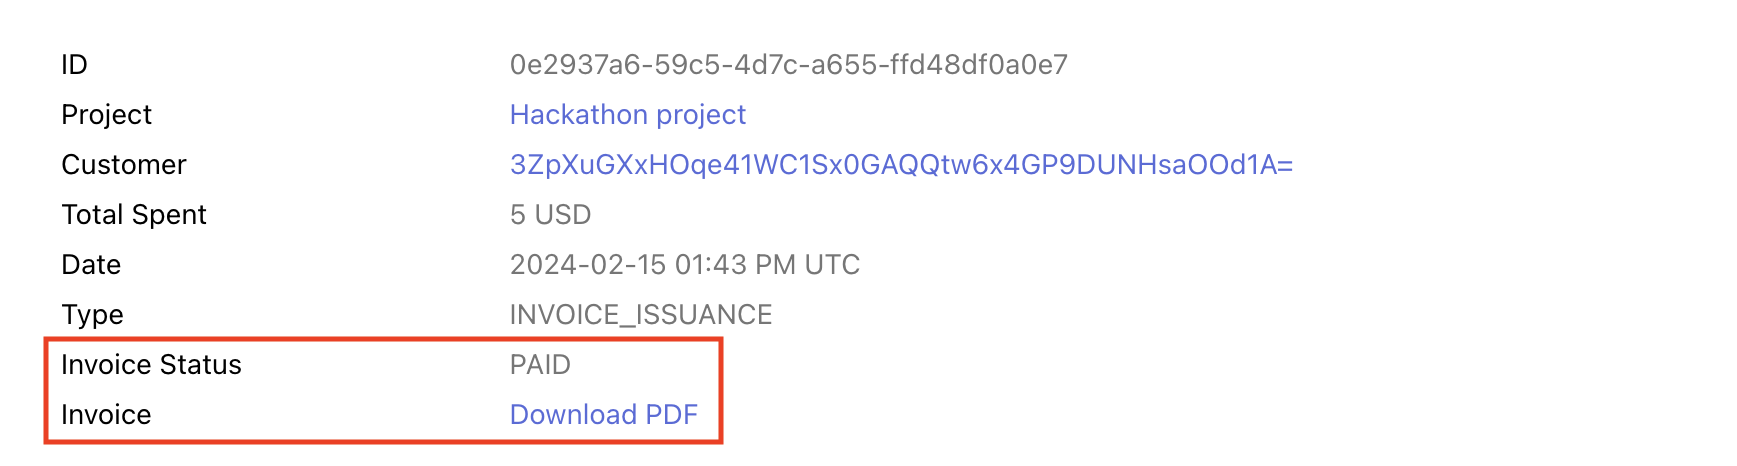 ID 0e2937a6-59c5-4d7c-a655-ffd48df0a0e7
Project Hackathon project
Customer 3ZpXuGXxHOqe41WC1Sx0GAQQtw6x4GP9DUNHsaOOd1A=
Total Spent 5 USD
Date 2024-02-15 01:43 PM UTC
Type INVOICE_ISSUANCE
Invoice Status PAID
Invoice Download PDF